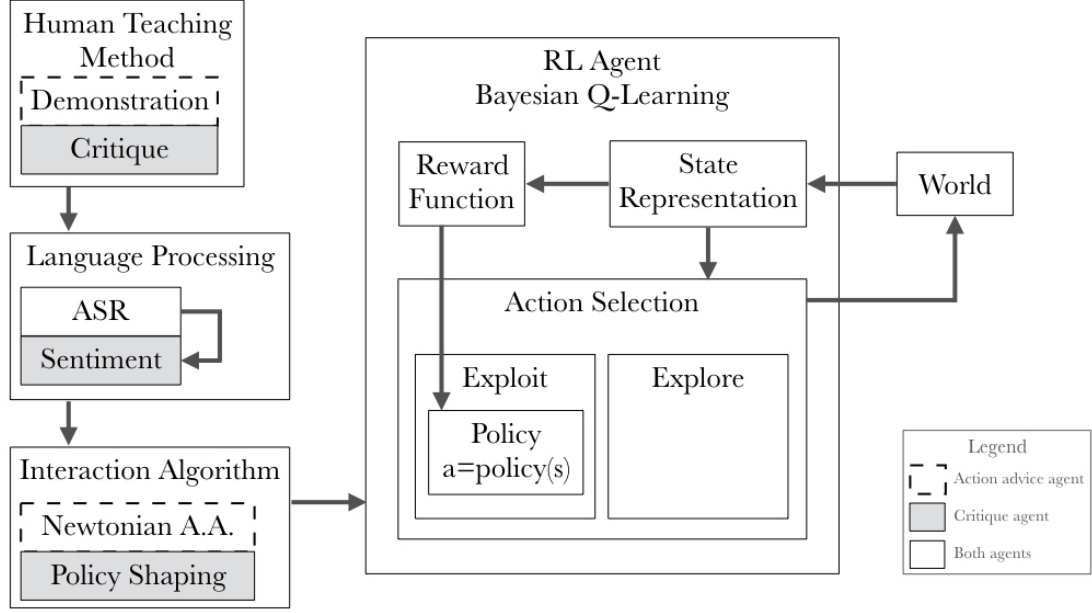 Human Teaching
Method
Demonstration
Critique
Language Processing
ASR
Sentiment
Interaction Algorithm
Newtonian A.A.
Policy Shaping
RL Agent
Bayesian Q-Learning
Reward
Function
State
Representation
World
Action Selection
Exploit
Policy
a=policy(s)
Explore
Legend
Action advice agent
Critique agent
Both agents